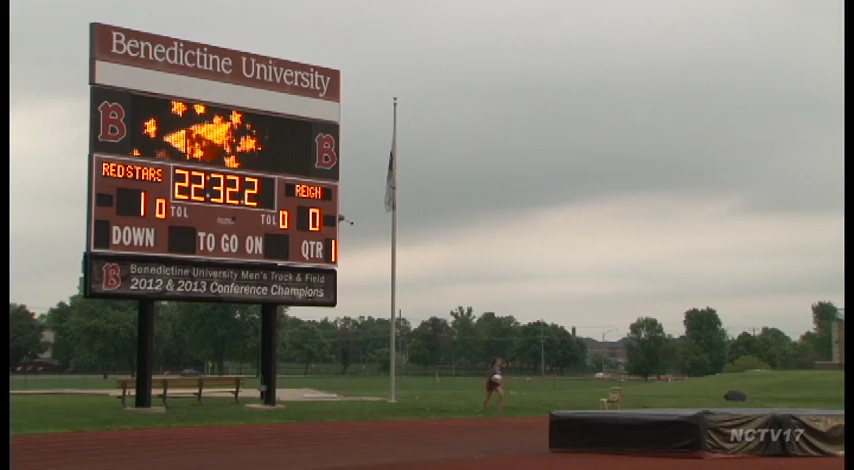 Benedictine University
B
B
REDSTARS 22:32.2 REIGN
1 0 TOL TOL 0 0
DOWN TO GO ON QTR 1
B Benedictine University Men's Track & Field
2012 & 2013 Conference Champions
NCTV17